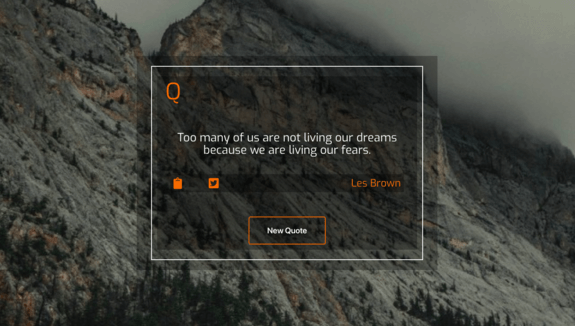 Q
Too many of us are not living our dreams
because we are living our fears.
Les Brown
New Quote